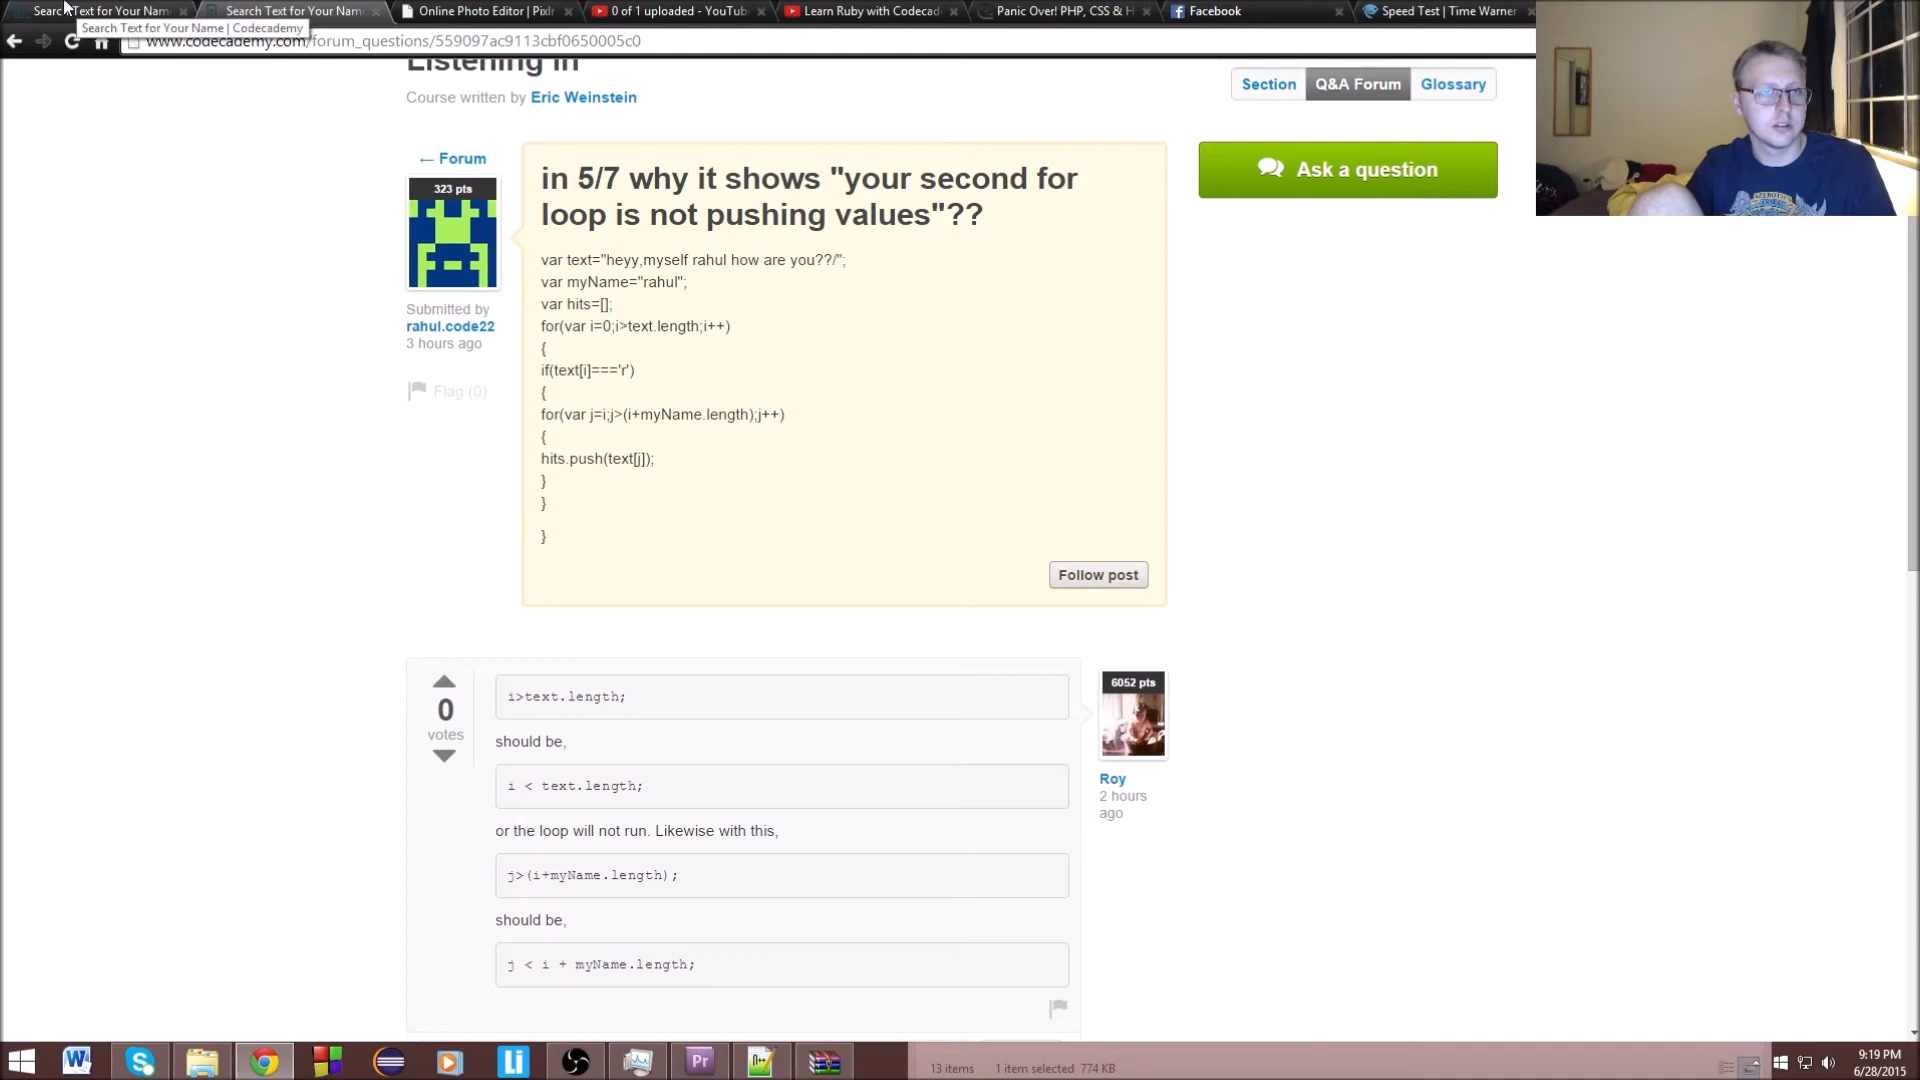 Search Text for Your Nam
Search Text for Your Nam
Online Photo Editor | Pixlr
0 of 1 uploaded - YouTub
Learn Ruby with Codecad
Panic Over! PHP, CSS & H
Facebook
Speed Test | Time Warner
Search Text for Your Name | Codecademy
www.codecademy.com/forum_questions/559097ac9113cbf0650005c0
Listening in
Course written by Eric Weinstein
Section
Q&A Forum
Glossary
← Forum
323 pts
Submitted by
rahul.code22
3 hours ago
Flag (0)
in 5/7 why it shows "your second for
loop is not pushing values"??
var text="heyy,myself rahul how are you??/";
var myName="rahul";
var hits=[];
for(var i=0;i>text.length;i++)
{
if(text[i]==='r')
{
for(var j=i;j>(i+myName.length);j++)
{
hits.push(text[j]);
}
}
}
Follow post
Ask a question
0
votes
i>text.length;
should be,
i < text.length;
or the loop will not run. Likewise with this,
j>(i+myName.length);
should be,
j < i + myName.length;
6052 pts
Roy
2 hours
ago
Pr
13 items
1 item selected 774 KB
9:19 PM
6/28/2015